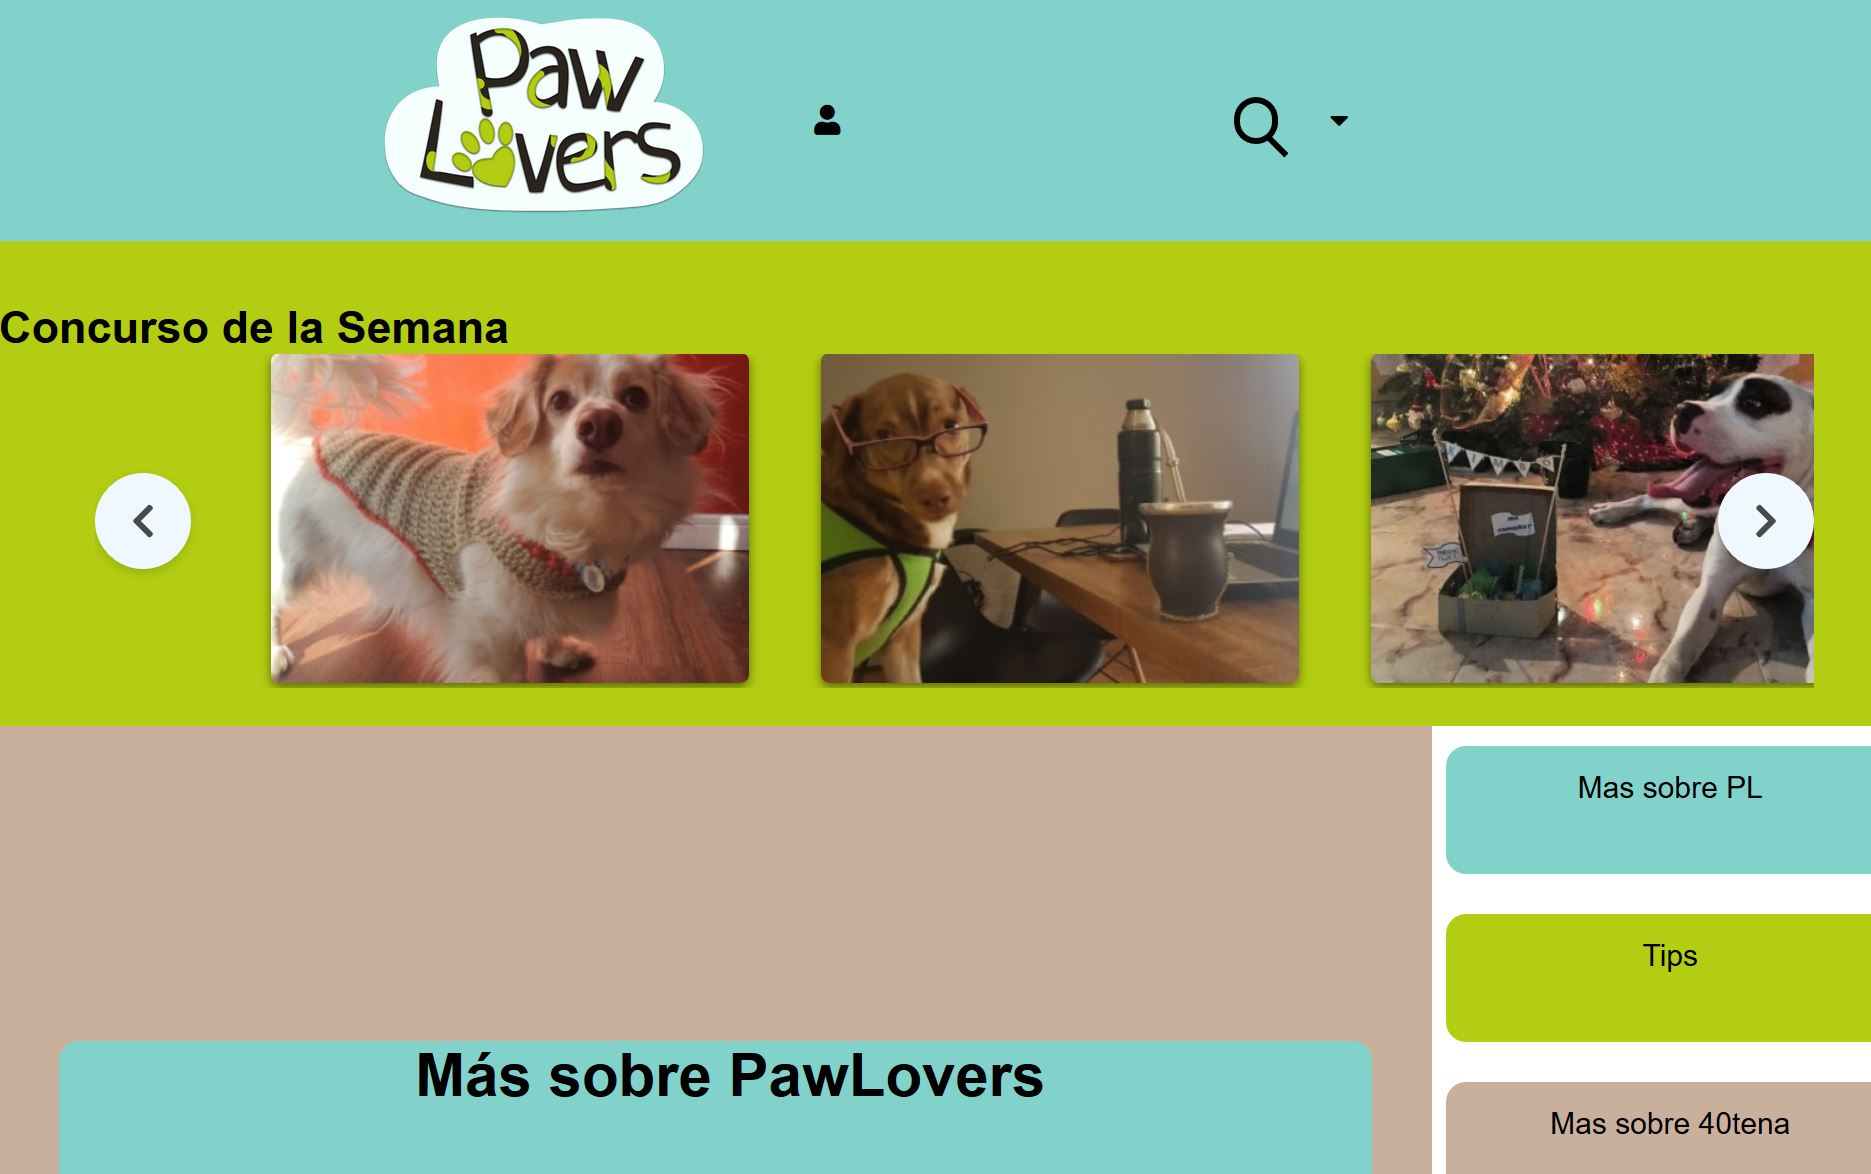 Paw
Lovers
Concurso de la Semana
Mas sobre PL
Tips
Más sobre PawLovers
Mas sobre 40tena